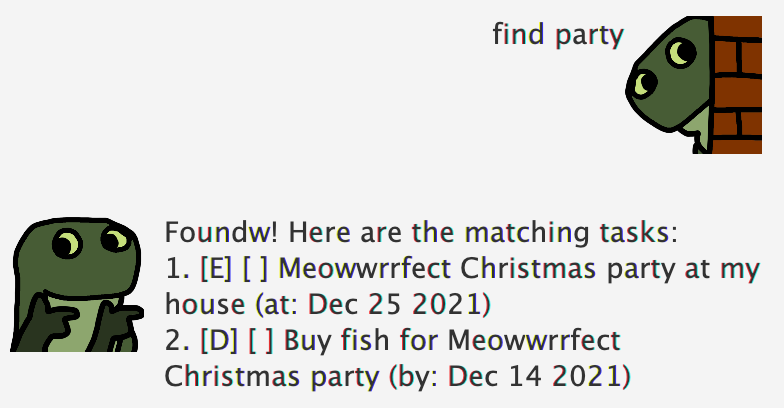 find party
Foundw! Here are the matching tasks:
1. [E] [ ] Meowwrrfect Christmas party at my
house (at: Dec 25 2021)
2. [D] [ ] Buy fish for Meowwrrfect
Christmas party (by: Dec 14 2021)